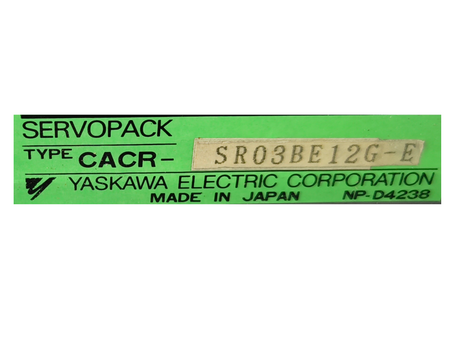 SERVOPACK
TYPE CACR- SR03BE12G-E
YASKAWA ELECTRIC CORPORATION
MADE IN JAPAN NP-D4238